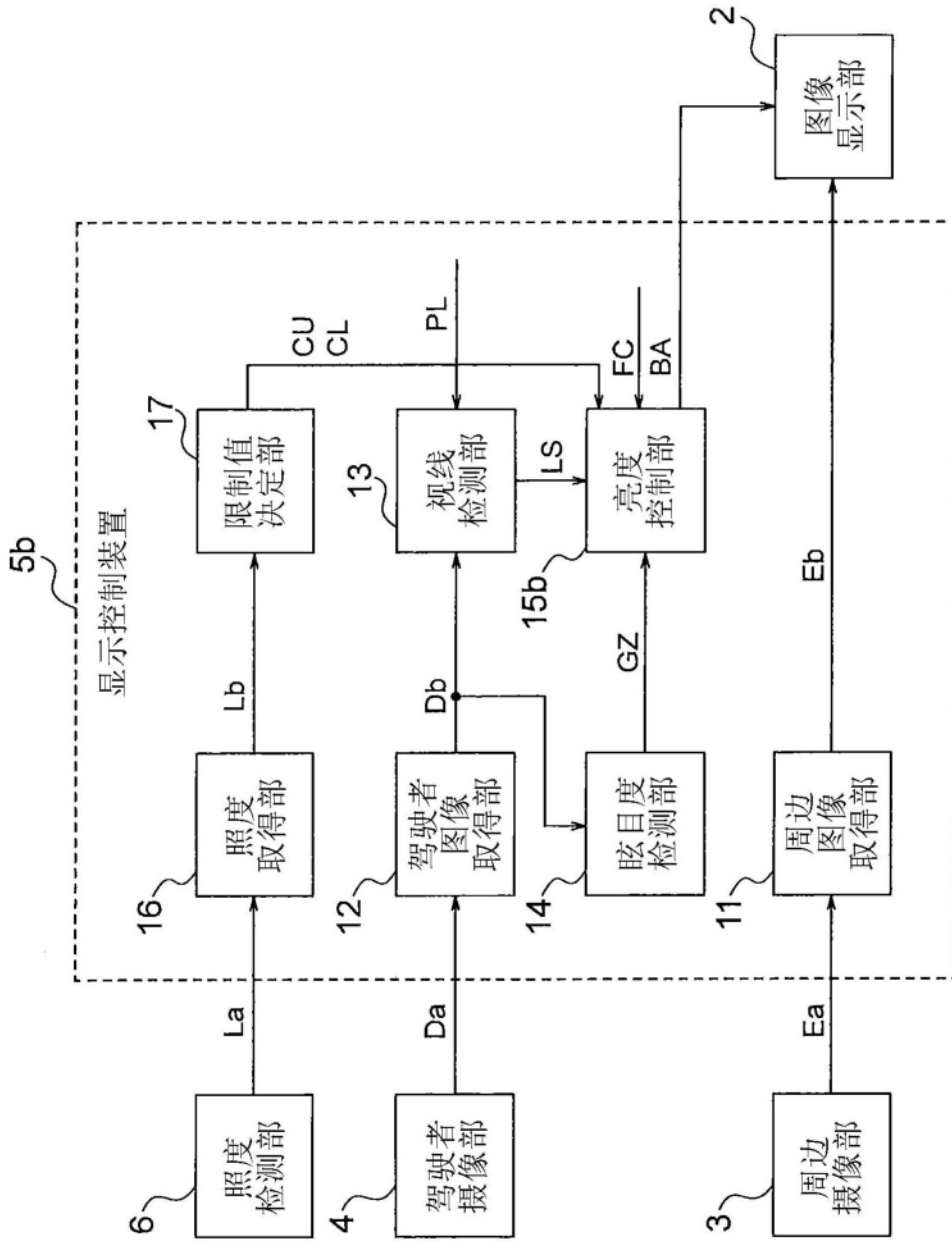 5b
显示控制装置
6
照度
检测部
La
16
照度
取得部
Lb
17
限制值
决定部
CU
CL
4
驾驶者
摄像部
Da
12
驾驶者
图像
取得部
Db
13
视线
检测部
PL
LS
14
眩目度
检测部
GZ
15b
亮度
控制部
FC
BA
3
周边
摄像部
Ea
11
周边
图像
取得部
Eb
2
图像
显示部